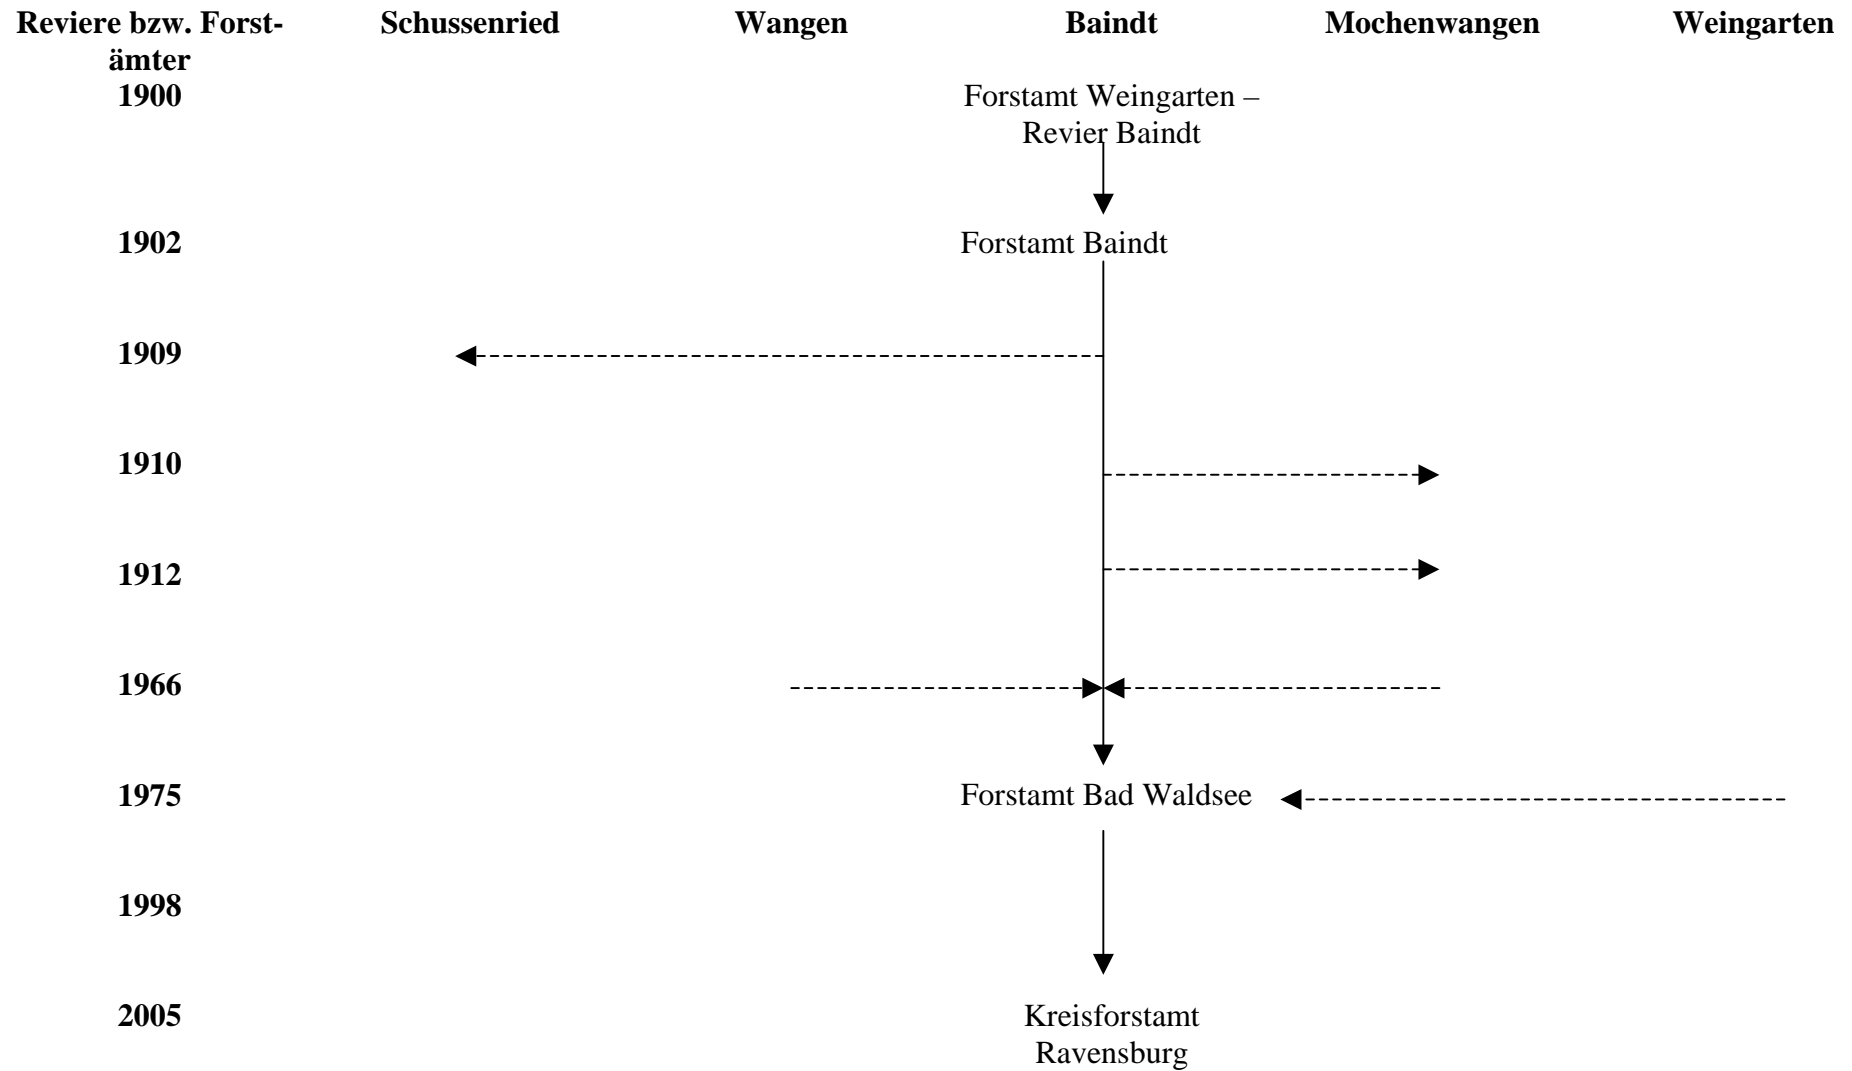 Reviere bzw. Forst- Schussenried Wangen Baindt Mochenwangen Weingarten
ämter
1900 Forstamt Weingarten –
Revier Baindt
1902 Forstamt Baindt
1909
1910
1912
1966
1975 Forstamt Bad Waldsee
1998
2005 Kreisforstamt
Ravensburg